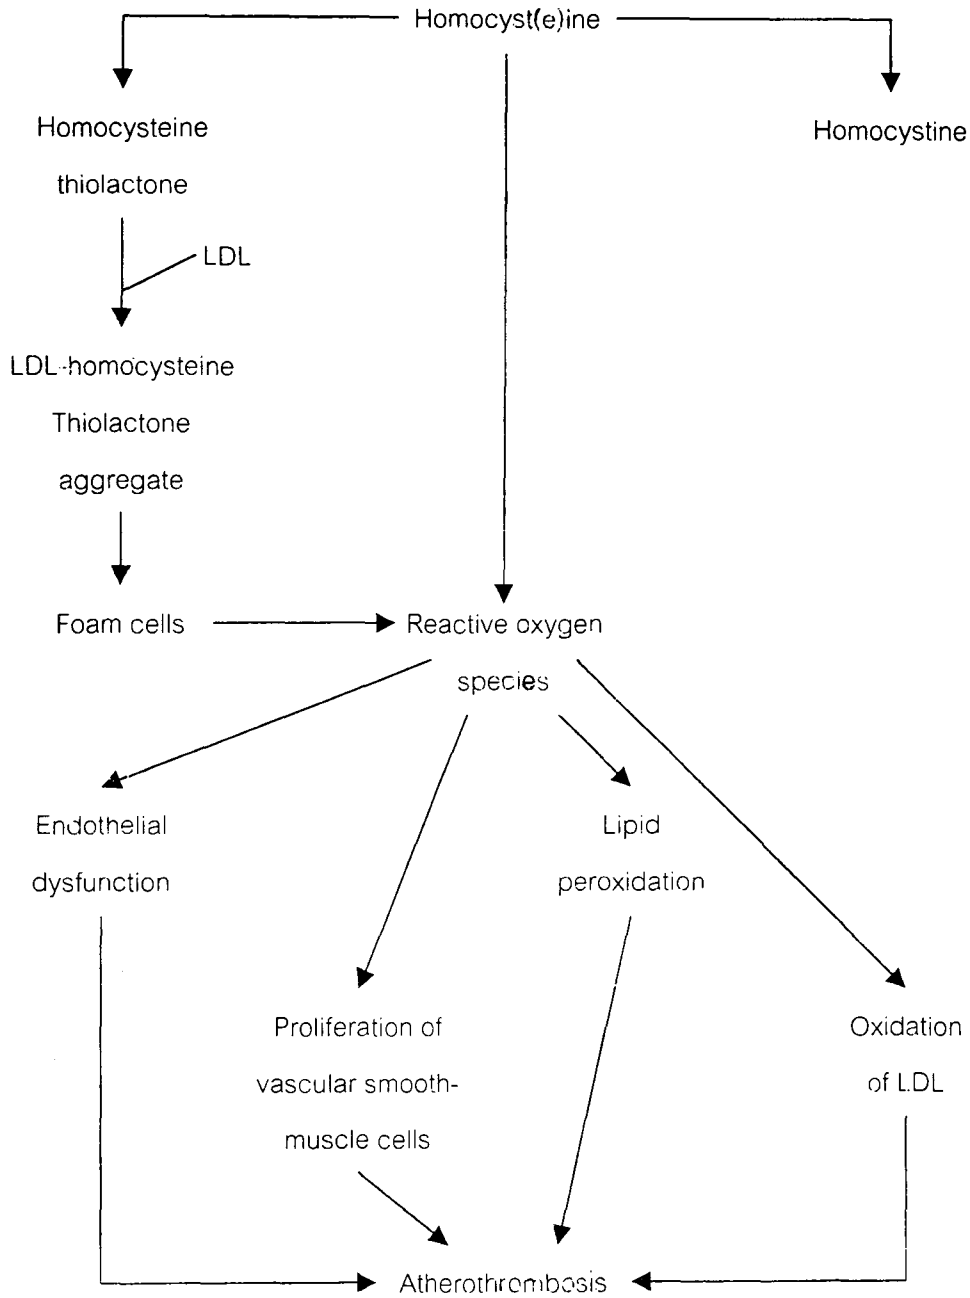 Homocyst(e)ine
Homocysteine
thiolactone
Homocystine
LDL
LDL-homocysteine
Thiolactone
aggregate
Foam cells
Reactive oxygen
species
Endothelial
dysfunction
Lipid
peroxidation
Proliferation of
vascular smooth-
muscle cells
Oxidation
of LDL
Atherothrombosis